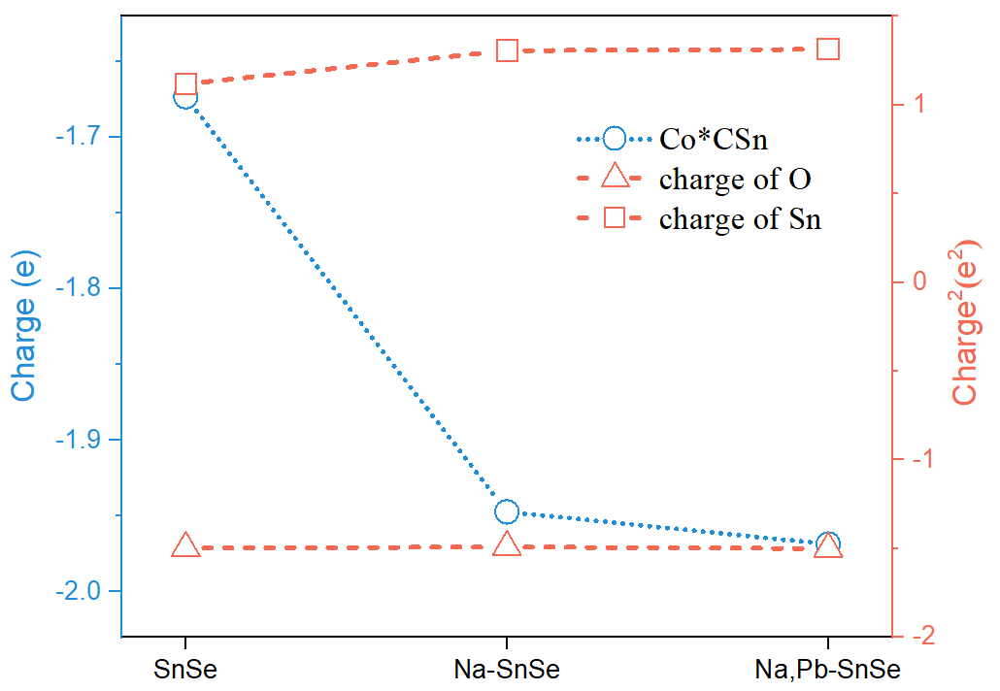 -1.7
-1.8
-1.9
-2.0
Charge (e)
Co*CSn
charge of O
charge of Sn
1
0
-1
-2
Charge²(e²)
SnSe
Na-SnSe
Na,Pb-SnSe